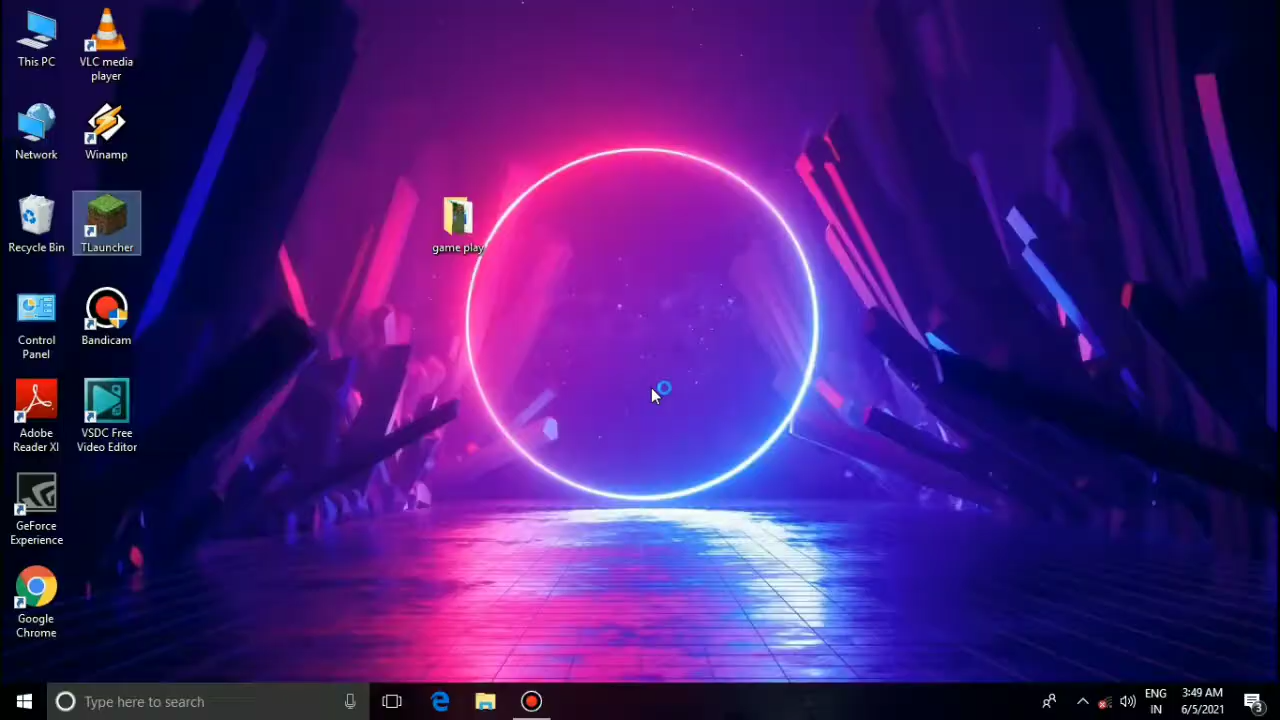 This PC
VLC media
player
Network
Winamp
Recycle Bin
TLauncher
game play
Control
Panel
Bandicam
Adobe
Reader XI
VSDC Free
Video Editor
GeForce
Experience
Google
Chrome
Type here to search
ENG
IN
3:49 AM
6/5/2021
3